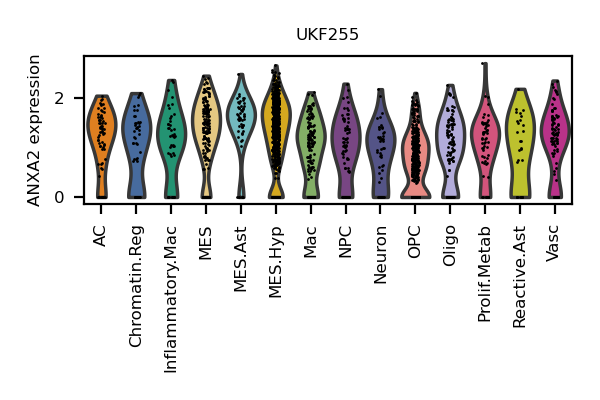 UKF255
ANXA2 expression
2
0
AC
Chromatin.Reg
Inflammatory.Mac
MES
MES.Ast
MES.Hyp
Mac
NPC
Neuron
OPC
Oligo
Prolif.Metab
Reactive.Ast
Vasc